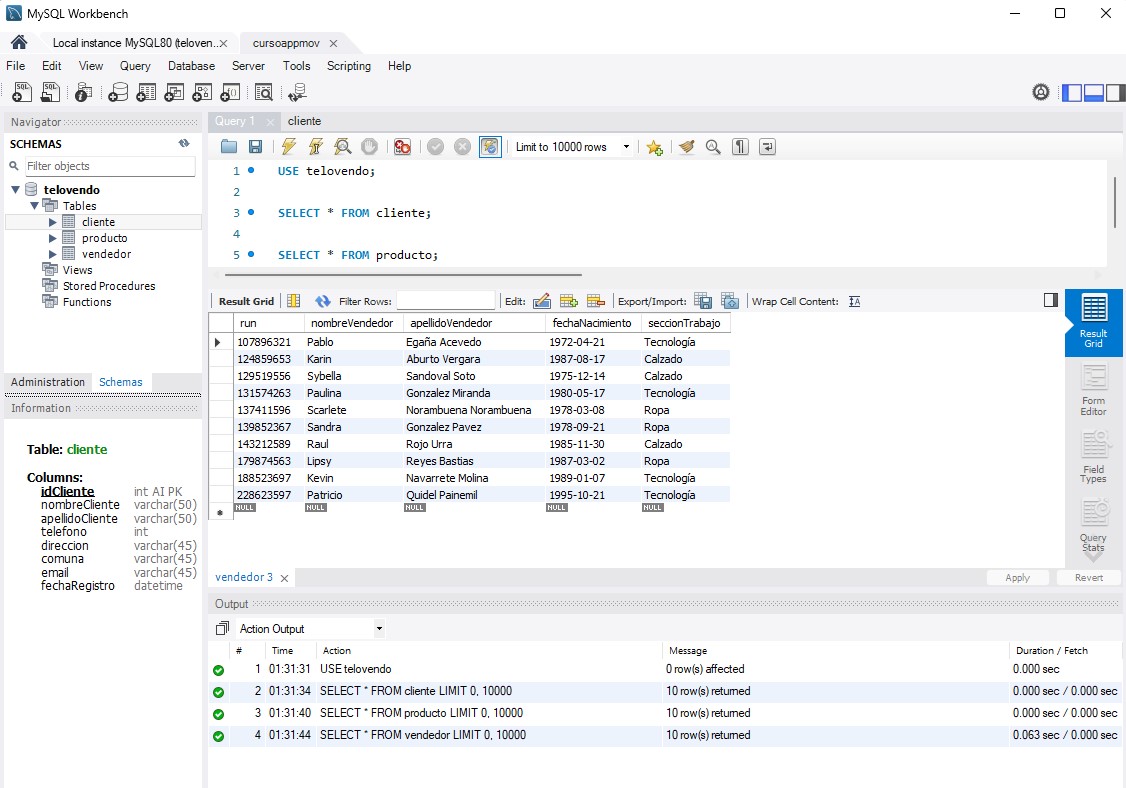 MySQL Workbench
Local instance MySQL80 (teloven... × cursoappmov ×
File Edit View Query Database Server Tools Scripting Help
Navigator
SCHEMAS
Filter objects
telovendo
Tables
cliente
producto
vendedor
Views
Stored Procedures
Functions
Administration Schemas
Information
Table: cliente
Columns:
idCliente int AI PK
nombreCliente varchar(50)
apellidoCliente varchar(50)
telefono int
direccion varchar(45)
comuna varchar(45)
email varchar(45)
fechaRegistro datetime
Query 1 × cliente
Limit to 10000 rows
1 USE telovendo;
2
3 SELECT * FROM cliente;
4
5 SELECT * FROM producto;
Result Grid Filter Rows: Edit: Export/Import: Wrap Cell Content:
run nombreVendedor apellidoVendedor fechaNacimiento seccionTrabajo
107896321 Pablo Egaña Acevedo 1972-04-21 Tecnología
124859653 Karin Aburto Vergara 1987-08-17 Calzado
129519556 Sybella Sandoval Soto 1975-12-14 Calzado
131574263 Paulina Gonzalez Miranda 1980-05-17 Tecnología
137411596 Scarlete Norambuena Norambuena 1978-03-08 Ropa
139852367 Sandra Gonzalez Pavez 1978-09-21 Ropa
143212589 Raul Rojo Urra 1985-11-30 Calzado
179874563 Lipsy Reyes Bastias 1987-03-02 Ropa
188523697 Kevin Navarrete Molina 1989-01-07 Tecnología
228623597 Patricio Quidel Painemil 1995-10-21 Tecnología
NULL NULL NULL NULL NULL
Result
Grid
Form
Editor
Field
Types
Query
Stats
vendedor 3 × Apply Revert
Output
Action Output
# Time Action Message Duration / Fetch
1 01:31:31 USE telovendo 0 row(s) affected 0.000 sec
2 01:31:34 SELECT * FROM cliente LIMIT 0, 10000 10 row(s) returned 0.000 sec / 0.000 sec
3 01:31:40 SELECT * FROM producto LIMIT 0, 10000 10 row(s) returned 0.000 sec / 0.000 sec
4 01:31:44 SELECT * FROM vendedor LIMIT 0, 10000 10 row(s) returned 0.063 sec / 0.000 sec